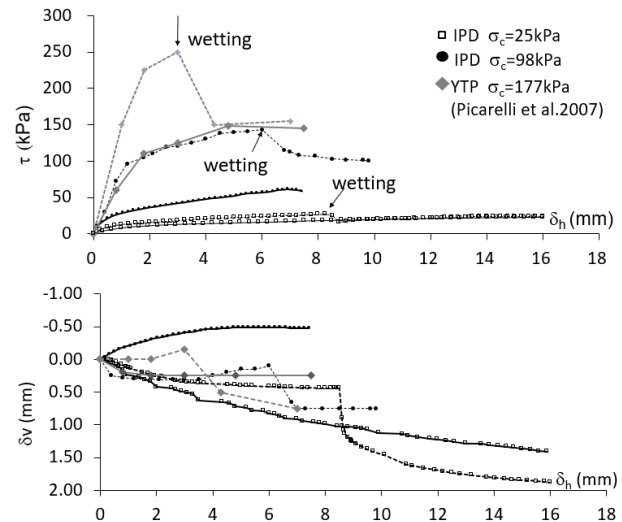 300
250
200
150
100
50
0
τ (kPa)
wetting
wetting
wetting
IPD σc=25kPa
IPD σc=98kPa
YTP σc=177kPa
(Picarelli et al.2007)
0 2 4 6 8 10 12 14 16 18
δh (mm)
-1.00
-0.50
0.00
0.50
1.00
1.50
2.00
δv (mm)
δh (mm)
0 2 4 6 8 10 12 14 16 18